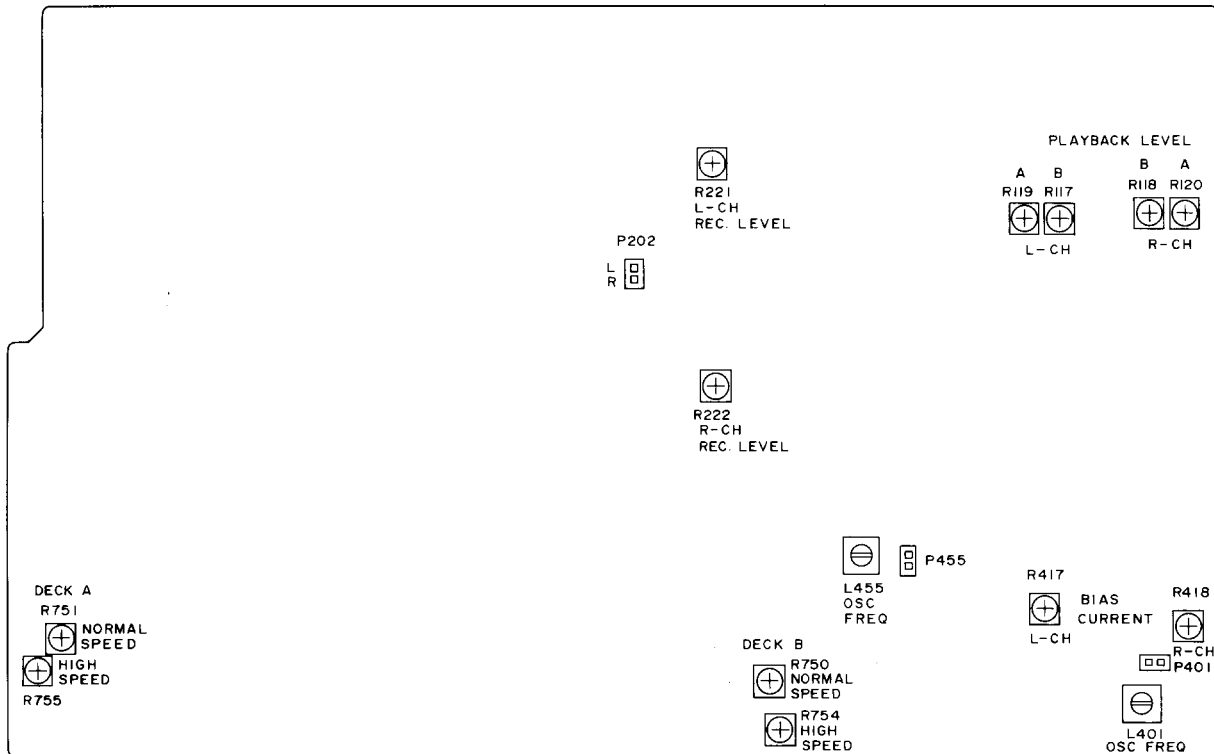 PLAYBACK LEVEL
A B
R119 R117
L-CH
B A
R118 R120
R-CH
R221
L-CH
REC. LEVEL
P202
L
R
R222
R-CH
REC. LEVEL
L455
OSC
FREQ
P455
R417
L-CH
BIAS
CURRENT
R418
R-CH
P401
L401
OSC FREQ
DECK A
R751
NORMAL
SPEED
HIGH
SPEED
R755
DECK B
R750
NORMAL
SPEED
R754
HIGH
SPEED